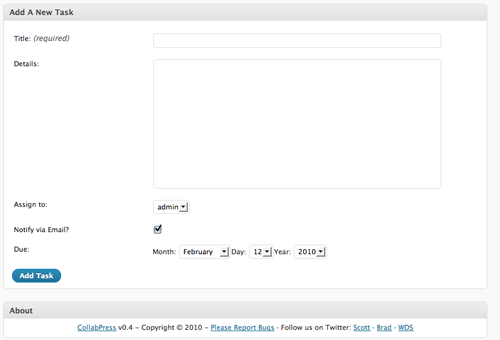 Add A New Task
Title: (required)
Details:
Assign to: admin
Notify via Email?
Due: Month: February Day: 12 Year: 2010
Add Task
About
CollabPress v0.4 – Copyright © 2010 – Please Report Bugs · Follow us on Twitter: Scott · Brad · WDS